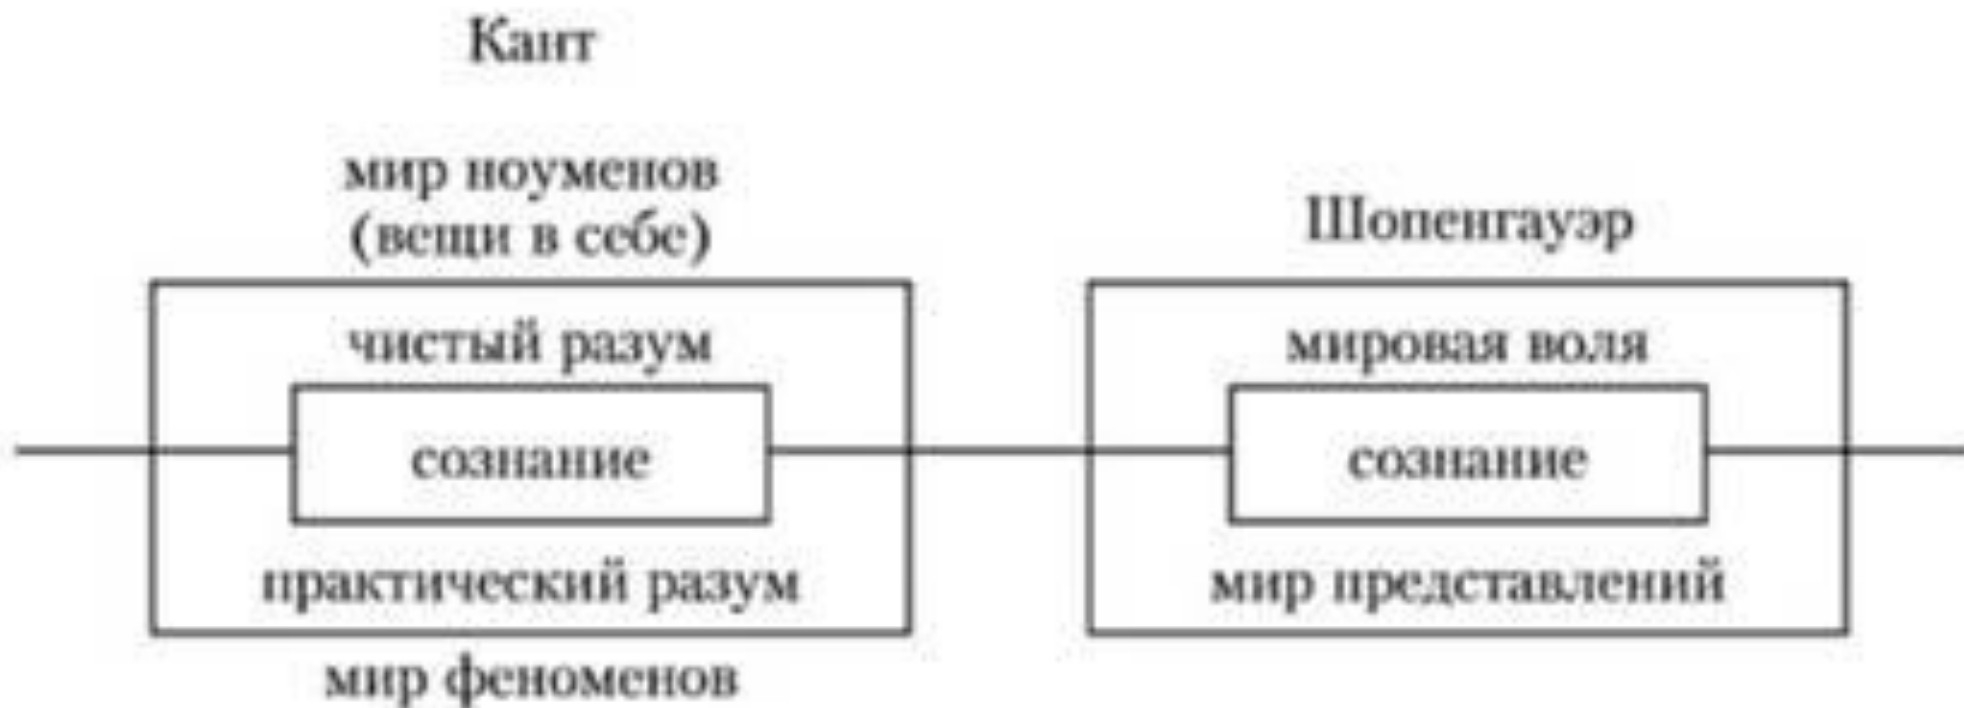 Кант
мир ноуменов
(вещи в себе)
чистый разум
сознание
практический разум
мир феноменов
Шопенгауэр
мировая воля
сознание
мир представлений